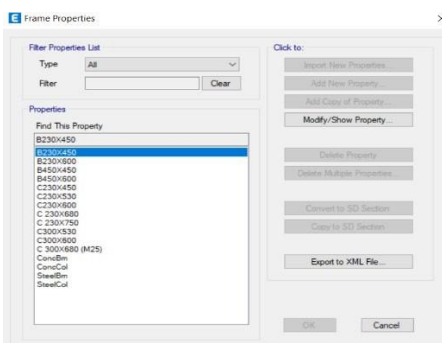 E Frame Properties
Filter Properties List
Type All
Filter Clear
Properties
Find This Property
B230X450
B230X450
B230X600
B450X450
B450X600
C230X450
C230X530
C230X600
C 230X680
C 230X750
C300X530
C300X600
C 300X680 (M25)
ConcBm
ConcCol
SteelBm
SteelCol
Click to:
Import New Properties...
Add New Property...
Add Copy of Property...
Modify/Show Property...
Delete Property
Delete Multiple Properties...
Convert to SD Section
Copy to SD Section
Export to XML File...
OK Cancel